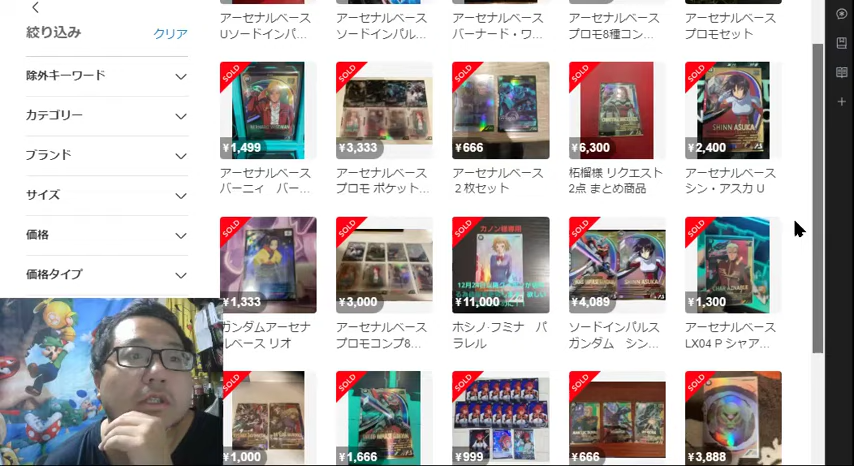 絞り込み
クリア
除外キーワード
カテゴリー
ブランド
サイズ
価格
価格タイプ
アーセナルベース
Uソードインパ…
アーセナルベース
ソードインパル…
アーセナルベース
バーナード・ワ…
アーセナルベース
プロモ8種コン…
アーセナルベース
プロモセット
SOLD
¥1,499
アーセナルベース
バーニィ バー…
SOLD
¥3,333
アーセナルベース
プロモ ポケット…
SOLD
¥666
アーセナルベース
2枚セット
SOLD
¥6,300
柘榴様 リクエスト
2点 まとめ商品
SOLD
SHINN ASUKA
¥2,400
アーセナルベース
シン・アスカ U
SOLD
¥1,333
ガンダムアーセナ
ルベース リオ
SOLD
¥3,000
アーセナルベース
プロモコンプ8…
SOLD
カノン様専用
¥11,000
ホシノ・フミナ パ
ラレル
SOLD
SHINN ASUKA
¥4,089
ソードインパルス
ガンダム シン…
SOLD
CHAR AZNABLE
¥1,300
アーセナルベース
LX04 P シャア…
SOLD
¥1,000
SOLD
¥1,666
SOLD
¥999
SOLD
¥666
SOLD
¥3,888